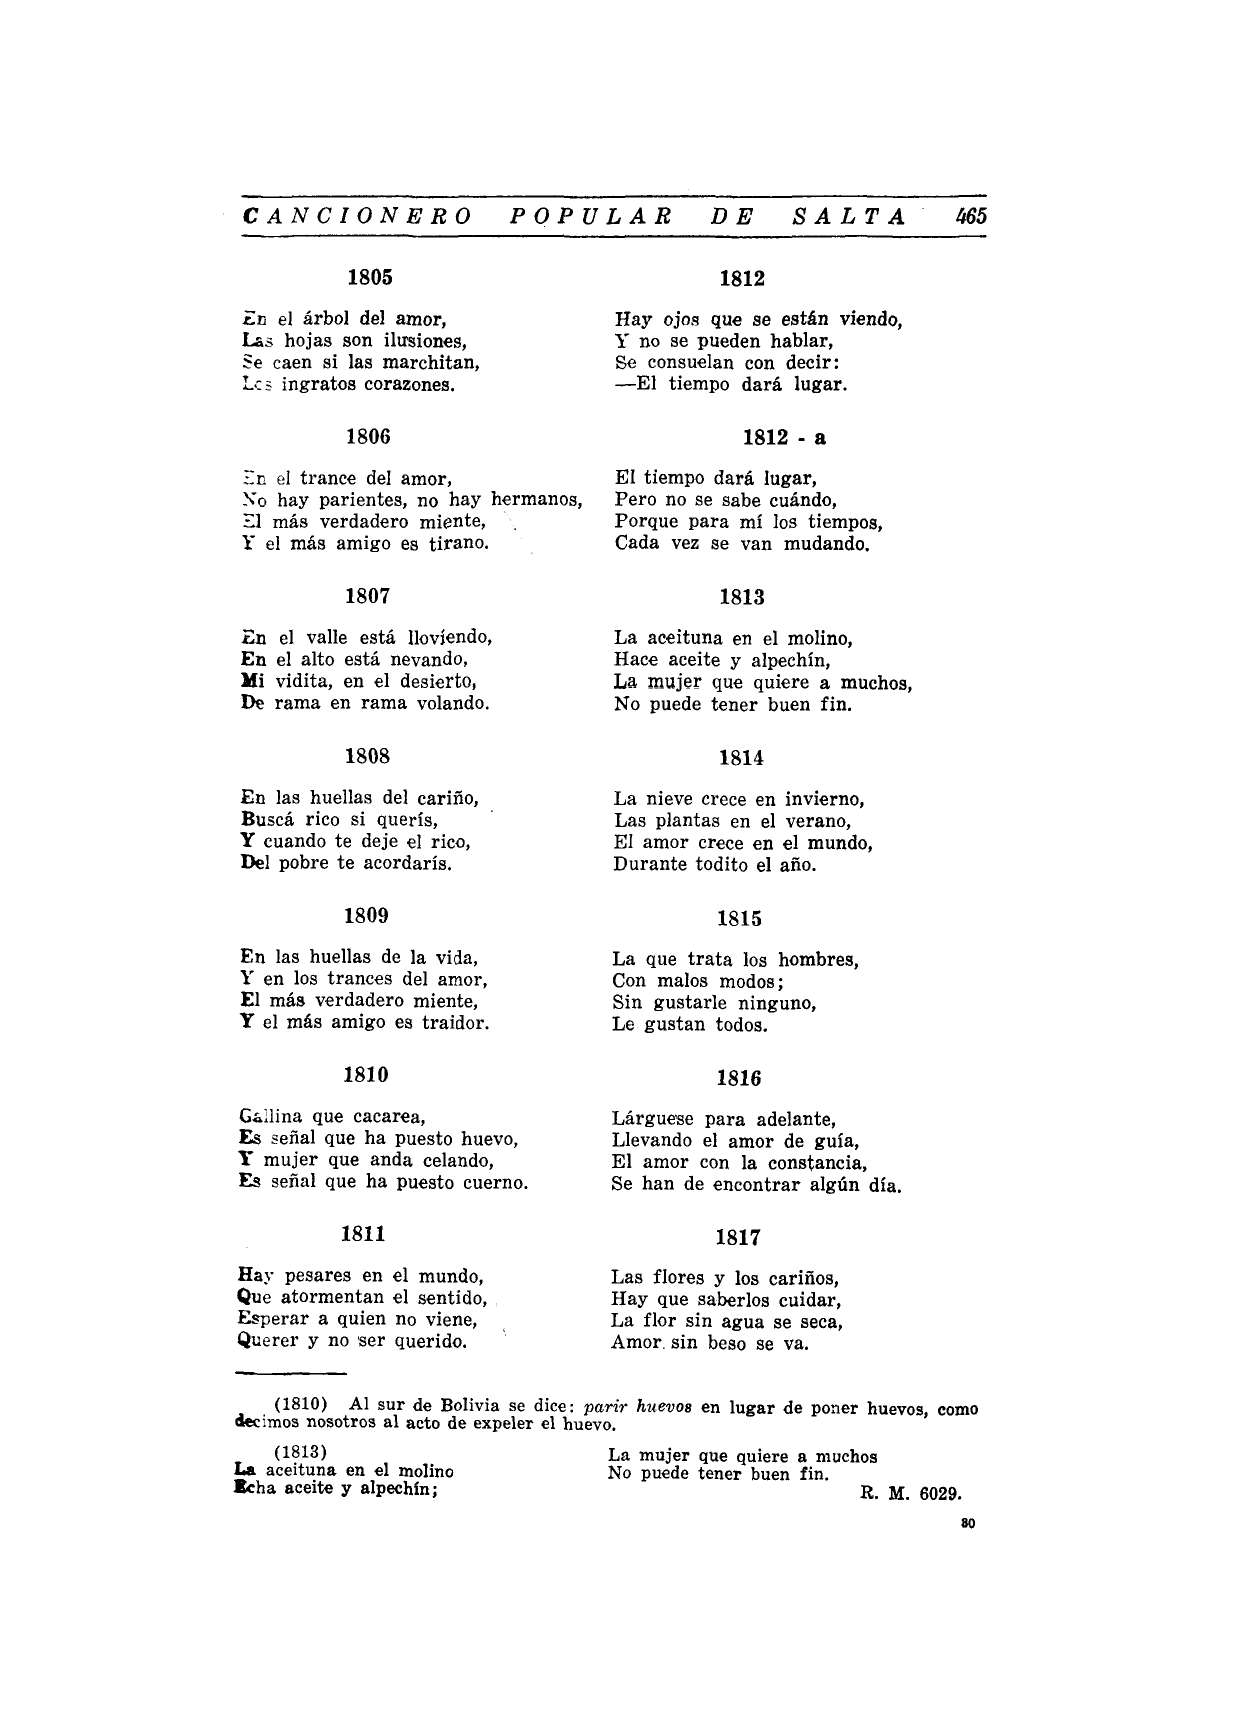 CANCIONERO POPULAR DE SALTA 465
1805
En el árbol del amor,
Las hojas son ilusiones,
Se caen si las marchitan,
Los ingratos corazones.
1806
En el trance del amor,
No hay parientes, no hay hermanos,
El más verdadero miente,
Y el más amigo es tirano.
1807
En el valle está lloviendo,
En el alto está nevando,
Mi vidita, en el desierto,
De rama en rama volando.
1808
En las huellas del cariño,
Buscá rico si querís,
Y cuando te deje el rico,
Del pobre te acordarís.
1809
En las huellas de la vida,
Y en los trances del amor,
El más verdadero miente,
Y el más amigo es traidor.
1810
Gallina que cacarea,
Es señal que ha puesto huevo,
Y mujer que anda celando,
Es señal que ha puesto cuerno.
1811
Hay pesares en el mundo,
Que atormentan el sentido,
Esperar a quien no viene,
Querer y no ser querido.
1812
Hay ojos que se están viendo,
Y no se pueden hablar,
Se consuelan con decir:
—El tiempo dará lugar.
1812 - a
El tiempo dará lugar,
Pero no se sabe cuándo,
Porque para mí los tiempos,
Cada vez se van mudando.
1813
La aceituna en el molino,
Hace aceite y alpechín,
La mujer que quiere a muchos,
No puede tener buen fin.
1814
La nieve crece en invierno,
Las plantas en el verano,
El amor crece en el mundo,
Durante todito el año.
1815
La que trata los hombres,
Con malos modos;
Sin gustarle ninguno,
Le gustan todos.
1816
Lárguese para adelante,
Llevando el amor de guía,
El amor con la constancia,
Se han de encontrar algún día.
1817
Las flores y los cariños,
Hay que saberlos cuidar,
La flor sin agua se seca,
Amor sin beso se va.
(1810) Al sur de Bolivia se dice: parir huevos en lugar de poner huevos, como
decimos nosotros al acto de expeler el huevo.
(1813)
La aceituna en el molino
Echa aceite y alpechín;
La mujer que quiere a muchos
No puede tener buen fin.
R. M. 6029.
30